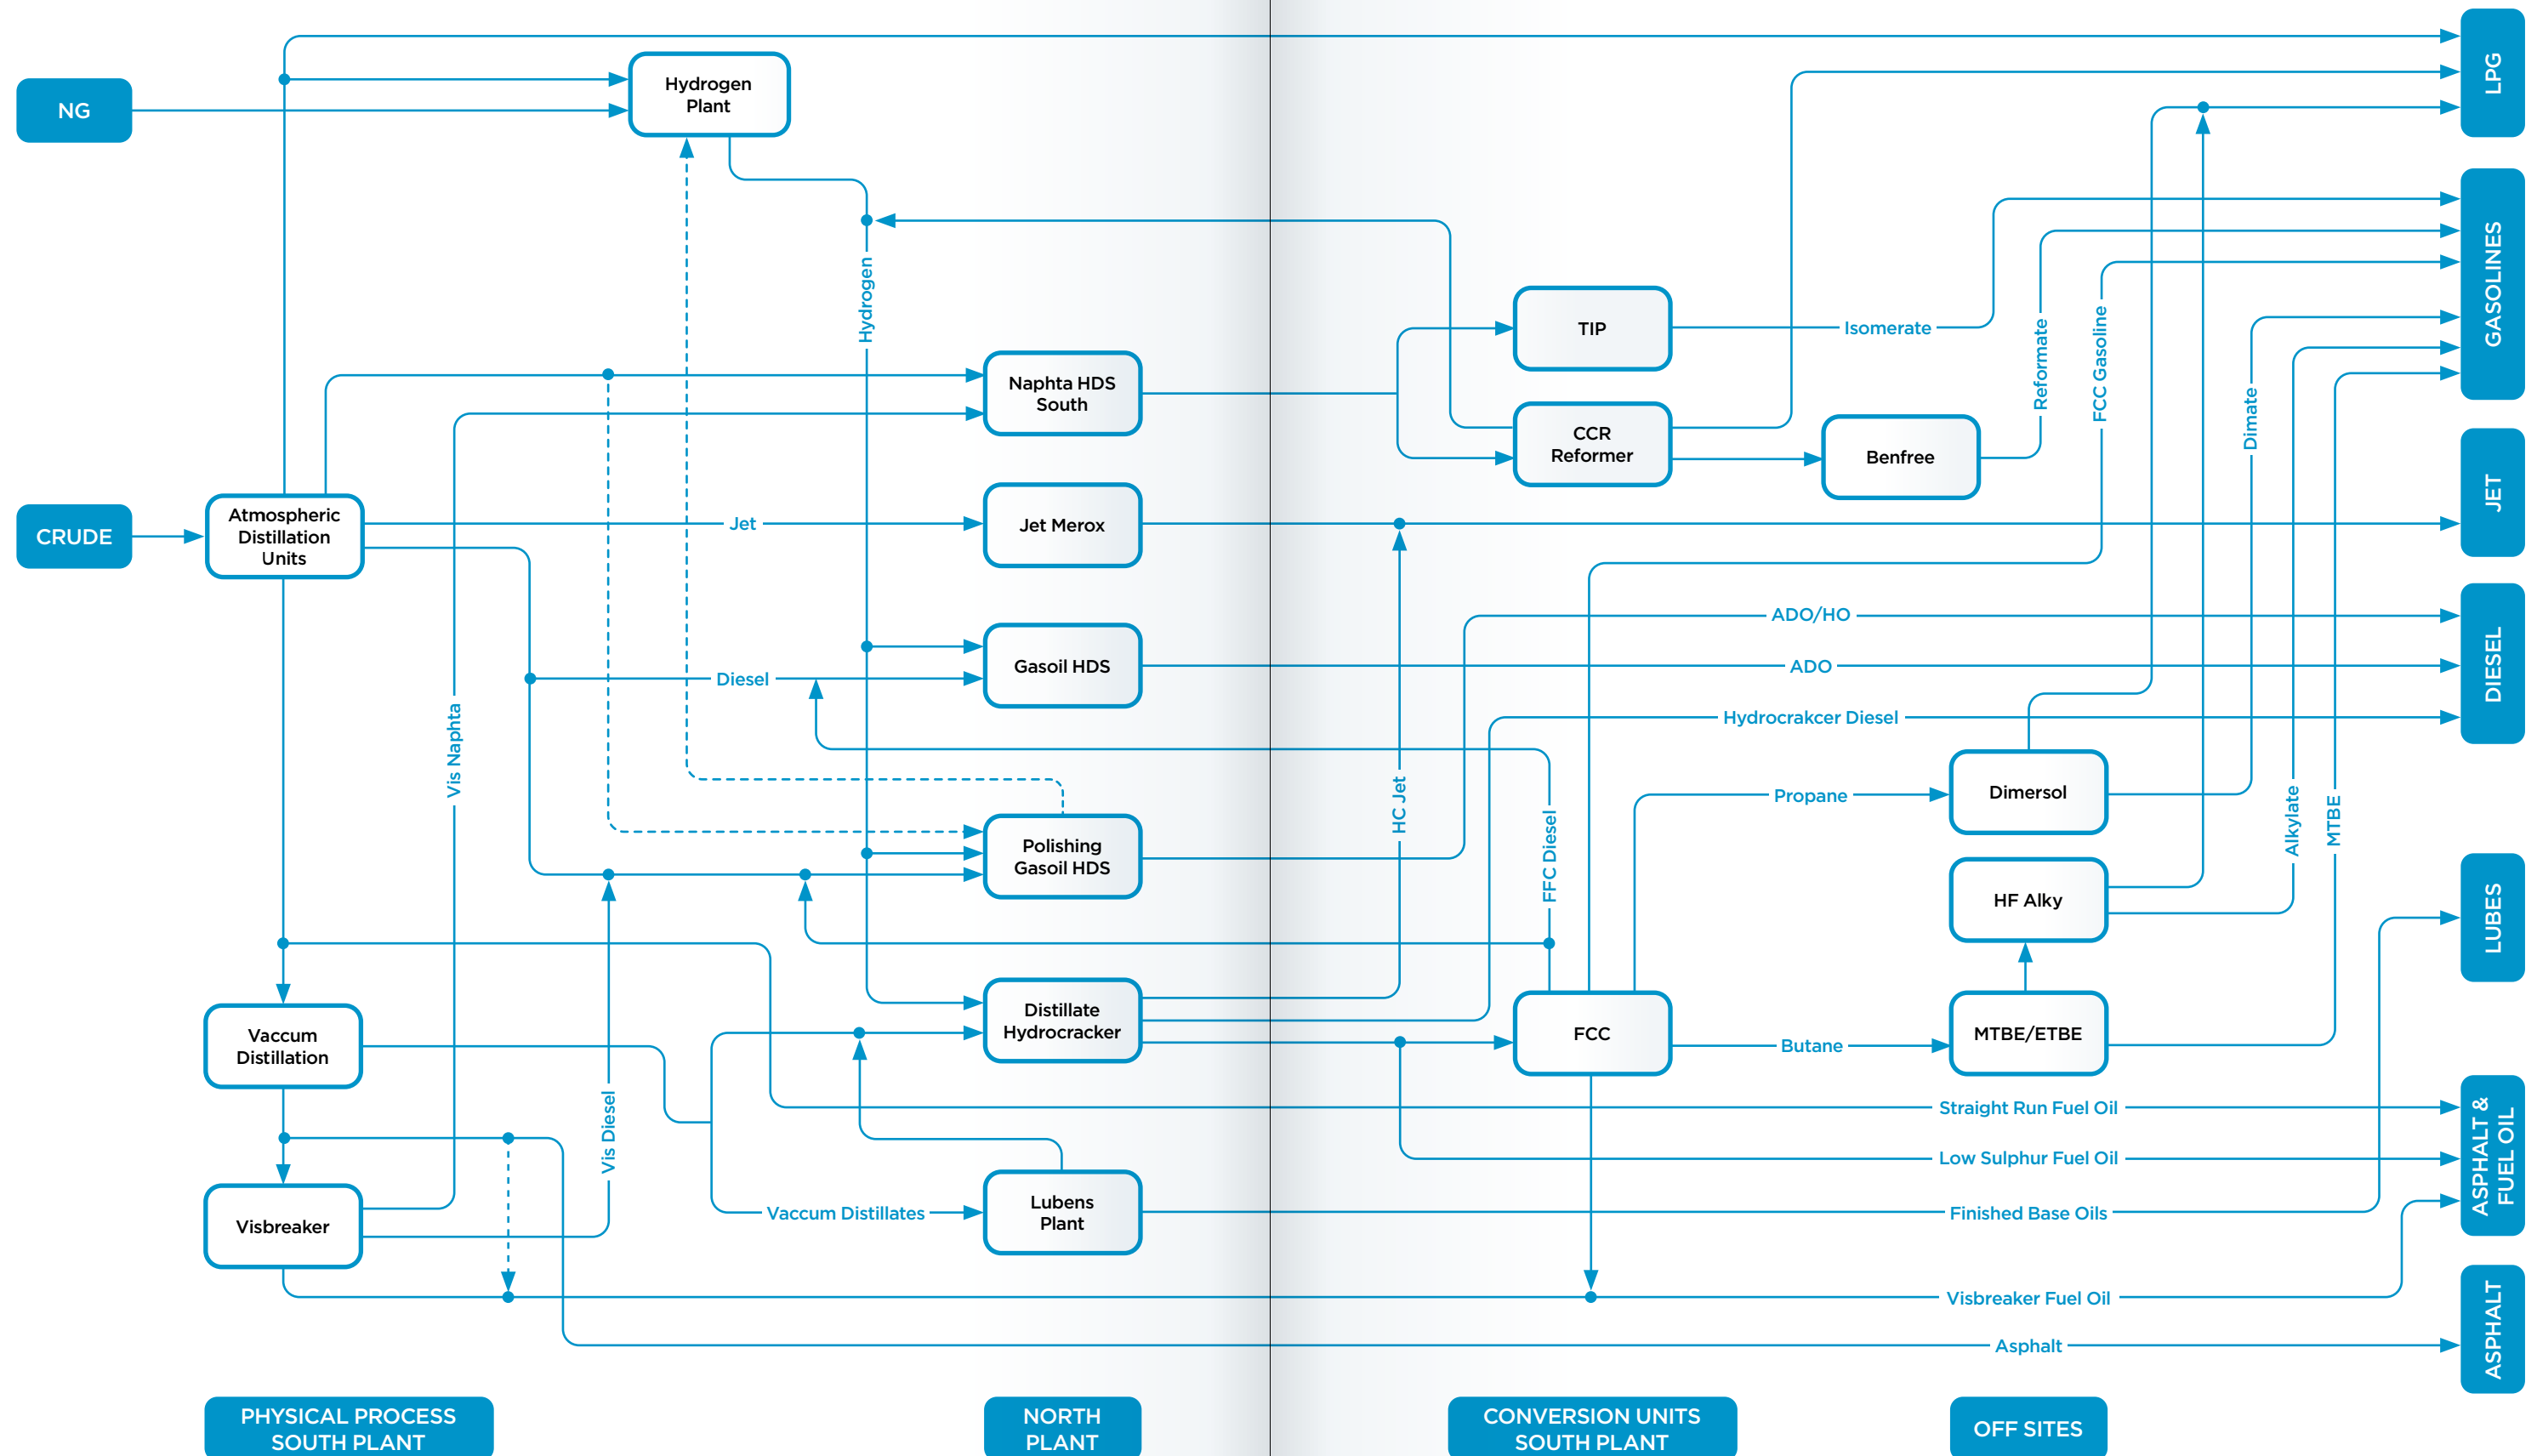 LPG
Hydrogen
Plant
NG
GASOLINES
Hydrogen
TIP
Isomerate
Reformate
FCC Gasoline
Naphta HDS
South
Dimate
CCR
Reformer
Benfree
JET
Atmospheric
Distillation
Units
CRUDE
Jet
Jet Merox
ADO/HO
DIESEL
Gasoil HDS
ADO
Diesel
Hydrocrakcer Diesel
Vis Naphta
Dimersol
Propane
HC Jet
Alkylate
MTBE
Polishing
Gasoil HDS
FFC Diesel
HF Alky
LUBES
Vaccum
Distillation
Distillate
Hydrocracker
FCC
Butane
MTBE/ETBE
Straight Run Fuel Oil
ASPHALT &
FUEL OIL
Vis Diesel
Low Sulphur Fuel Oil
Visbreaker
Vaccum Distillates
Lubens
Plant
Finished Base Oils
Visbreaker Fuel Oil
Asphalt
ASPHALT
PHYSICAL PROCESS
SOUTH PLANT
NORTH
PLANT
CONVERSION UNITS
SOUTH PLANT
OFF SITES